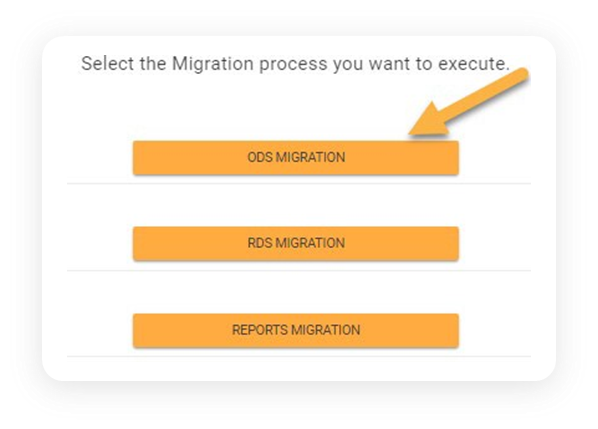 Select the Migration process you want to execute.
ODS MIGRATION
RDS MIGRATION
REPORTS MIGRATION